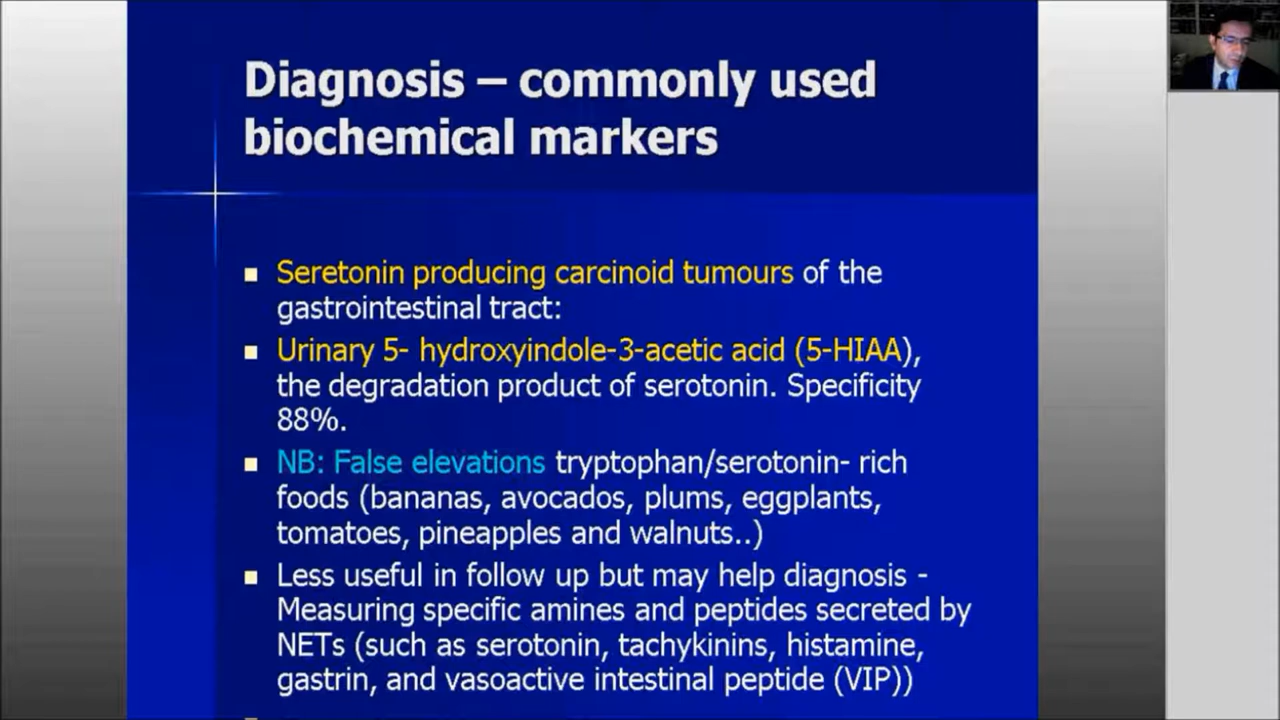 Diagnosis – commonly used
biochemical markers
Seretonin producing carcinoid tumours of the
gastrointestinal tract:
Urinary 5- hydroxyindole-3-acetic acid (5-HIAA),
the degradation product of serotonin. Specificity
88%.
NB: False elevations tryptophan/serotonin- rich
foods (bananas, avocados, plums, eggplants,
tomatoes, pineapples and walnuts..)
Less useful in follow up but may help diagnosis -
Measuring specific amines and peptides secreted by
NETs (such as serotonin, tachykinins, histamine,
gastrin, and vasoactive intestinal peptide (VIP))